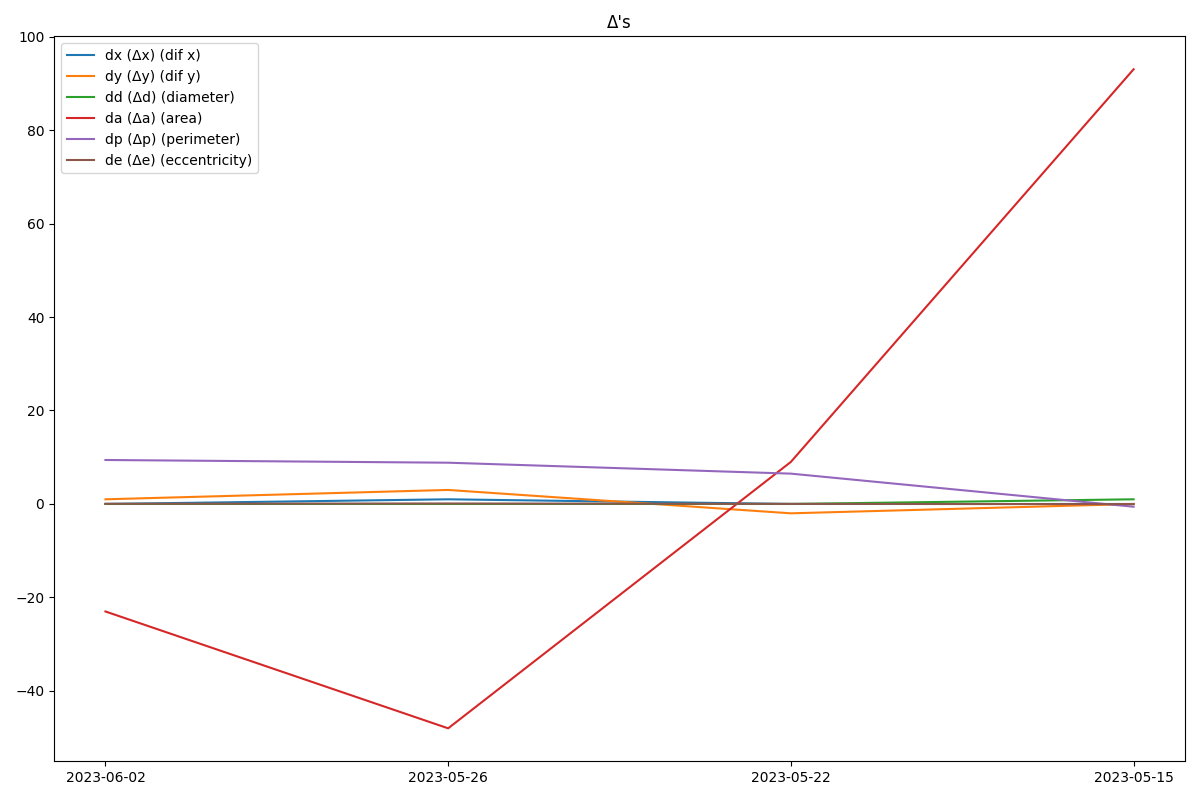 Δ's
100
80
60
40
20
0
−20
−40
dx (Δx) (dif x)
dy (Δy) (dif y)
dd (Δd) (diameter)
da (Δa) (area)
dp (Δp) (perimeter)
de (Δe) (eccentricity)
2023-06-02
2023-05-26
2023-05-22
2023-05-15